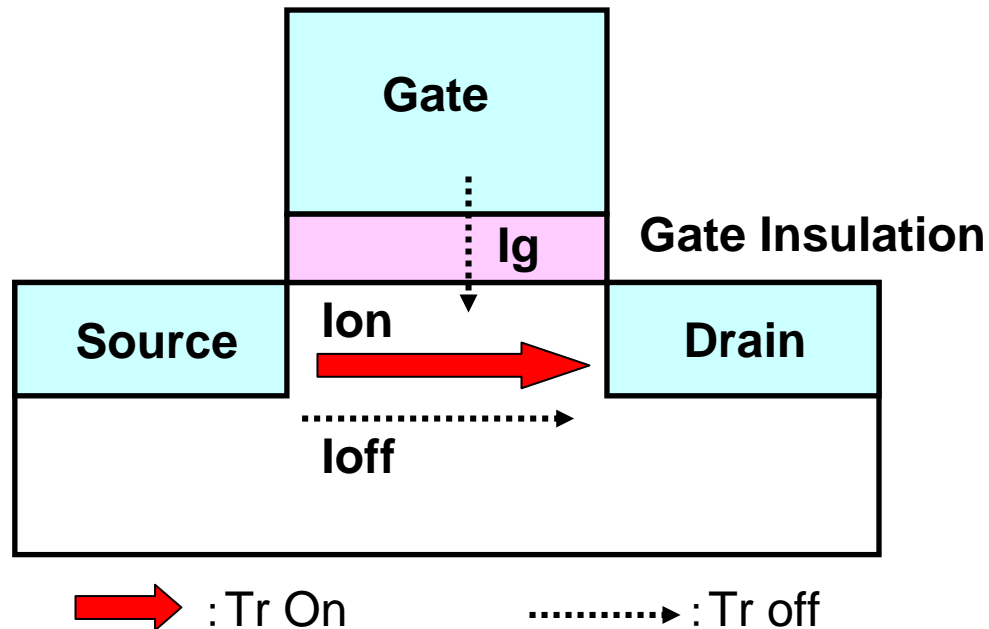 Gate
Ig
Gate Insulation
Source
Ion
Drain
Ioff
: Tr On
: Tr off